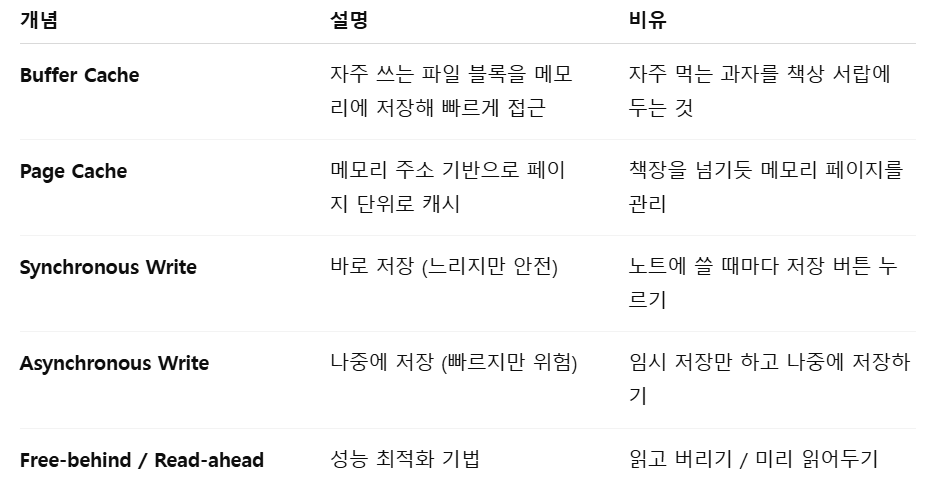 개념 설명 비유
Buffer Cache 자주 쓰는 파일 블록을 메모 자주 먹는 과자를 책상 서랍에
리에 저장해 빠르게 접근 두는 것
Page Cache 메모리 주소 기반으로 페이 책장을 넘기듯 메모리 페이지를
지 단위로 캐시 관리
Synchronous Write 바로 저장 (느리지만 안전) 노트에 쓸 때마다 저장 버튼 누
르기
Asynchronous Write 나중에 저장 (빠르지만 위험) 임시 저장만 하고 나중에 저장하
기
Free-behind / Read-ahead 성능 최적화 기법 읽고 버리기 / 미리 읽어두기